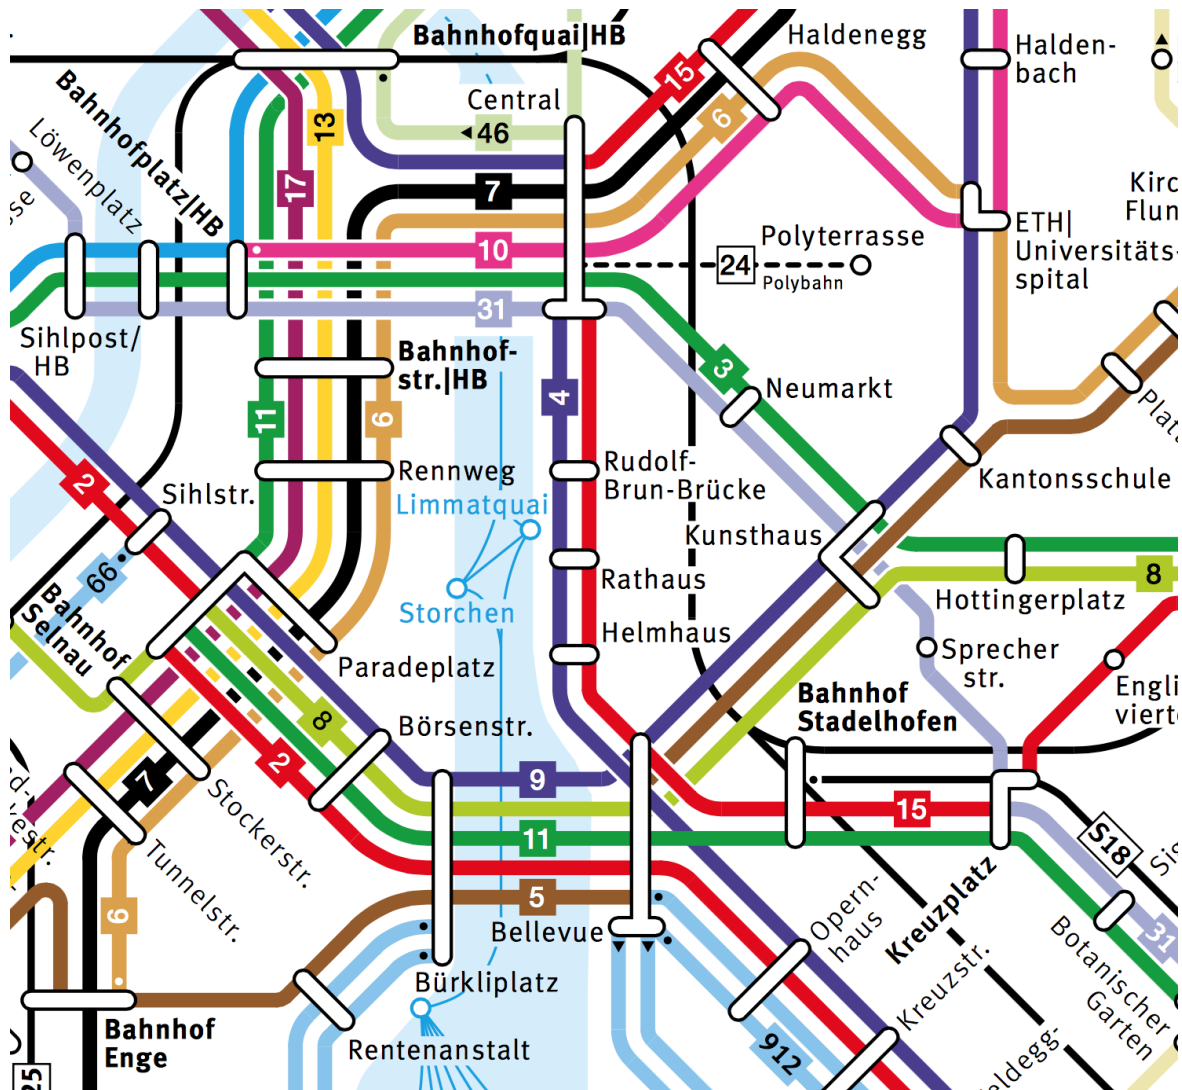 Bahnhofquai|HB
Haldenegg
Halden-
bach
Central
15
6
13
46
Bahnhofplatz|HB
Löwenplatz
17
7
10
31
24
Polyterrasse
Polybahn
ETH|
Universitäts-
spital
Sihlpost/
HB
Bahnhof-
str.|HB
3
Neumarkt
4
11
6
2
Sihlstr.
Rennweg
Limmatquai
Rudolf-
Brun-Brücke
Kantonsschule
Kunsthaus
66
Storchen
Rathaus
Hottingerplatz
8
Bahnhof
Selnau
Helmhaus
Sprecher
str.
Paradeplatz
8
Börsenstr.
Bahnhof
Stadelhofen
2
7
9
15
11
S18
Stockerstr.
Tunnelstr.
6
5
Bellevue
Opern-
haus
Kreuzplatz
31
Bürkliplatz
Kreuzstr.
Botanischer
Garten
Bahnhof
Enge
Rentenanstalt
912
25